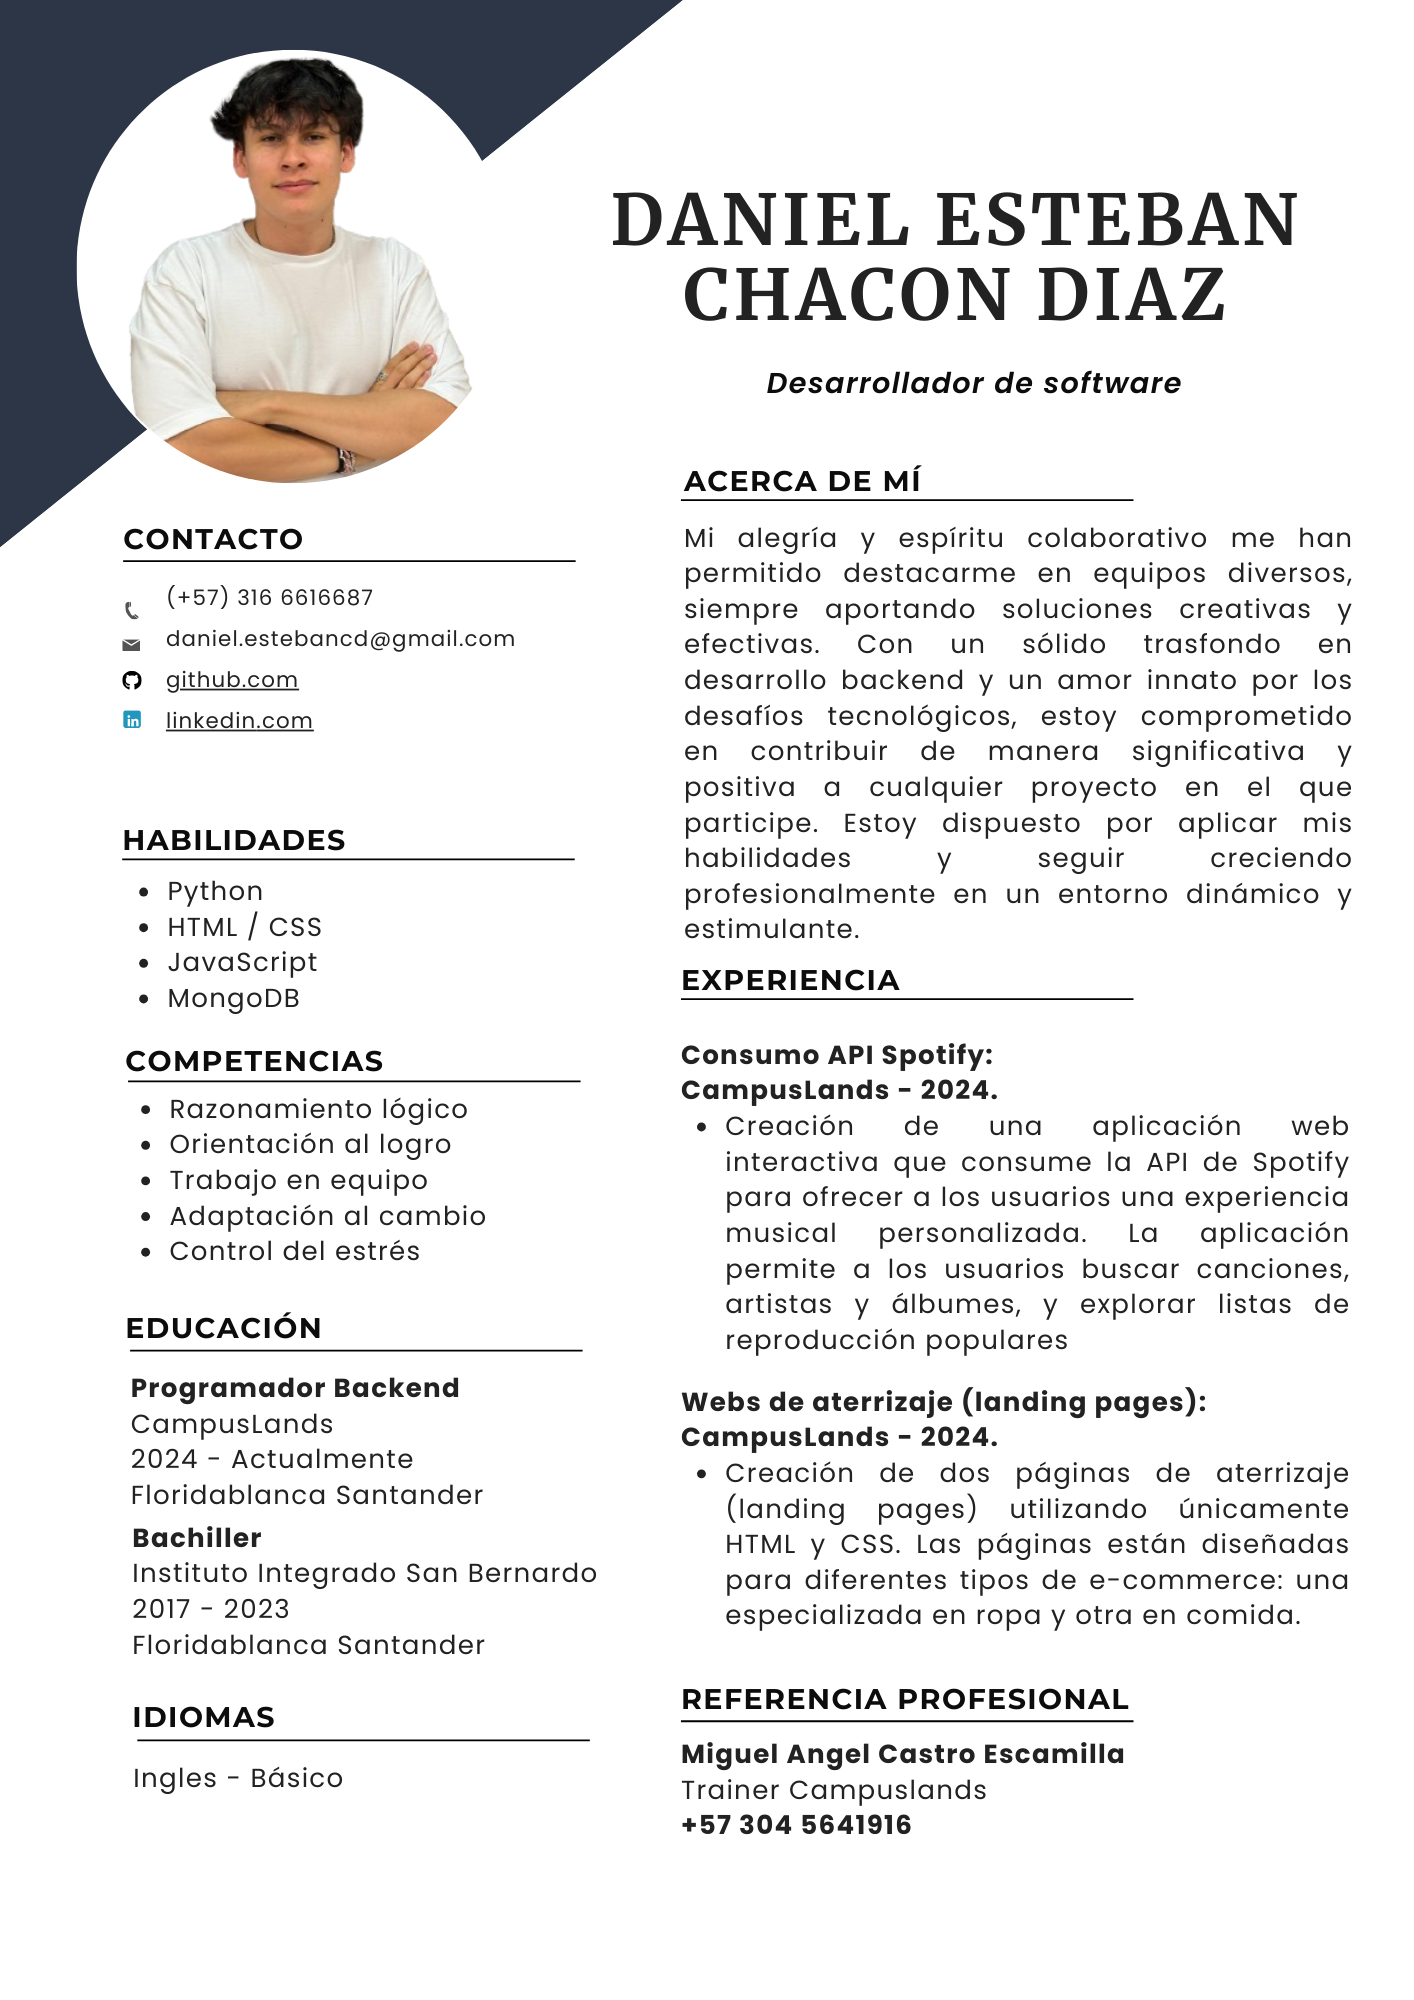 DANIEL ESTEBAN
CHACON DIAZ
Desarrollador de software
CONTACTO
(+57) 316 6616687
daniel.estebancd@gmail.com
github.com
in
linkedin.com
HABILIDADES
• Python
• HTML / CSS
• JavaScript
• MongoDB
COMPETENCIAS
• Razonamiento lógico
• Orientación al logro
• Trabajo en equipo
• Adaptación al cambio
• Control del estrés
EDUCACIÓN
Programador Backend
CampusLands
2024 - Actualmente
Floridablanca Santander
Bachiller
Instituto Integrado San Bernardo
2017 - 2023
Floridablanca Santander
IDIOMAS
Ingles - Básico
ACERCA DE MÍ
Mi alegría y espíritu colaborativo me han
permitido destacarme en equipos diversos,
siempre aportando soluciones creativas y
efectivas. Con un sólido trasfondo en
desarrollo backend y un amor innato por los
desafíos tecnológicos, estoy comprometido
en contribuir de manera significativa y
positiva a cualquier proyecto en el que
participe. Estoy dispuesto por aplicar mis
habilidades y seguir creciendo
profesionalmente en un entorno dinámico y
estimulante.
EXPERIENCIA
Consumo API Spotify:
CampusLands - 2024.
• Creación de una aplicación web
interactiva que consume la API de Spotify
para ofrecer a los usuarios una experiencia
musical personalizada. La aplicación
permite a los usuarios buscar canciones,
artistas y álbumes, y explorar listas de
reproducción populares
Webs de aterrizaje (landing pages):
CampusLands - 2024.
• Creación de dos páginas de aterrizaje
(landing pages) utilizando únicamente
HTML y CSS. Las páginas están diseñadas
para diferentes tipos de e-commerce: una
especializada en ropa y otra en comida.
REFERENCIA PROFESIONAL
Miguel Angel Castro Escamilla
Trainer Campuslands
+57 304 5641916